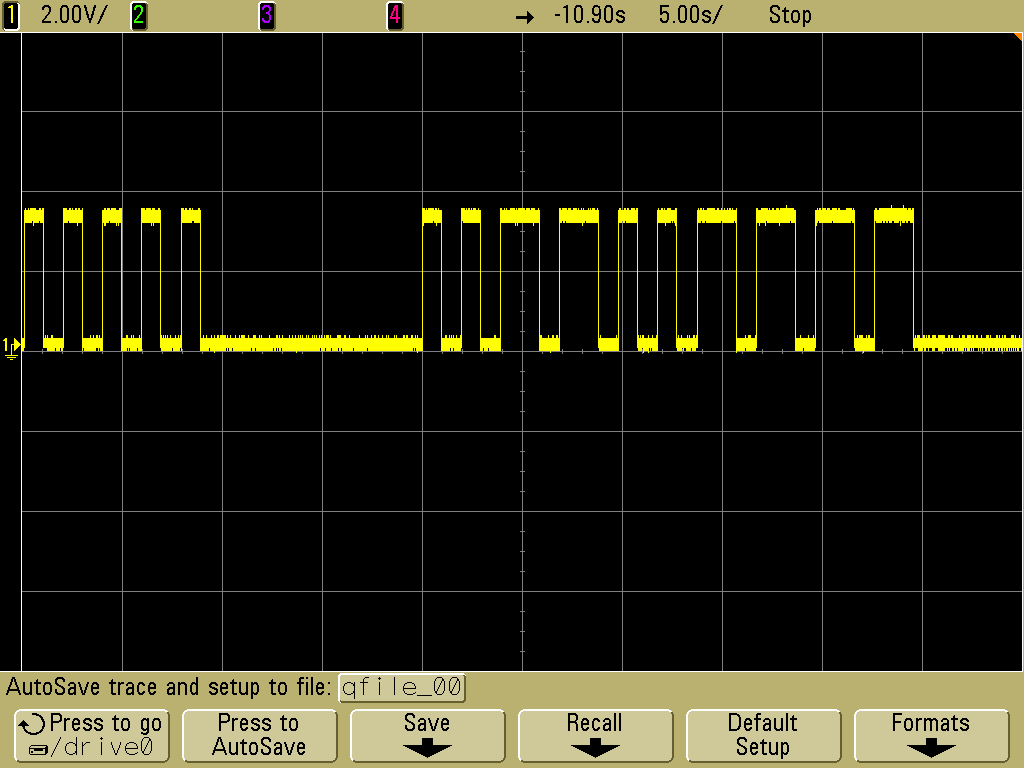 1 2.00V/ 2 3 4 → -10.90s 5.00s/ Stop
1
AutoSave trace and setup to file: qfile_00
Press to go Press to Save Recall Default Formats
/drive0 AutoSave Setup